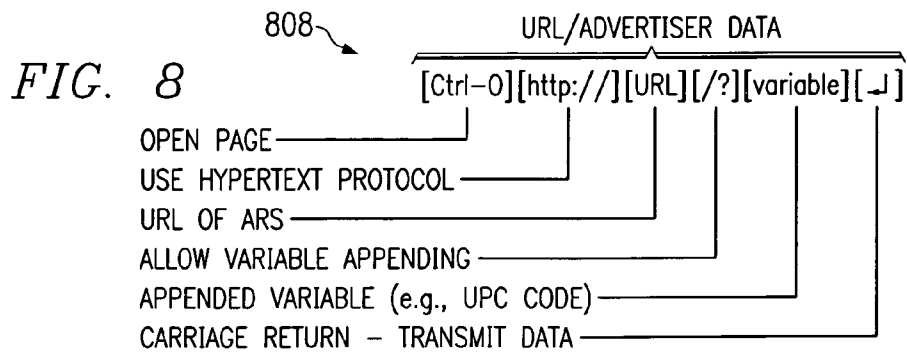 808
URL/ADVERTISER DATA
FIG. 8
[Ctrl-O][http://][URL][/?][variable][↲]
OPEN PAGE
USE HYPERTEXT PROTOCOL
URL OF ARS
ALLOW VARIABLE APPENDING
APPENDED VARIABLE (e.g., UPC CODE)
CARRIAGE RETURN – TRANSMIT DATA